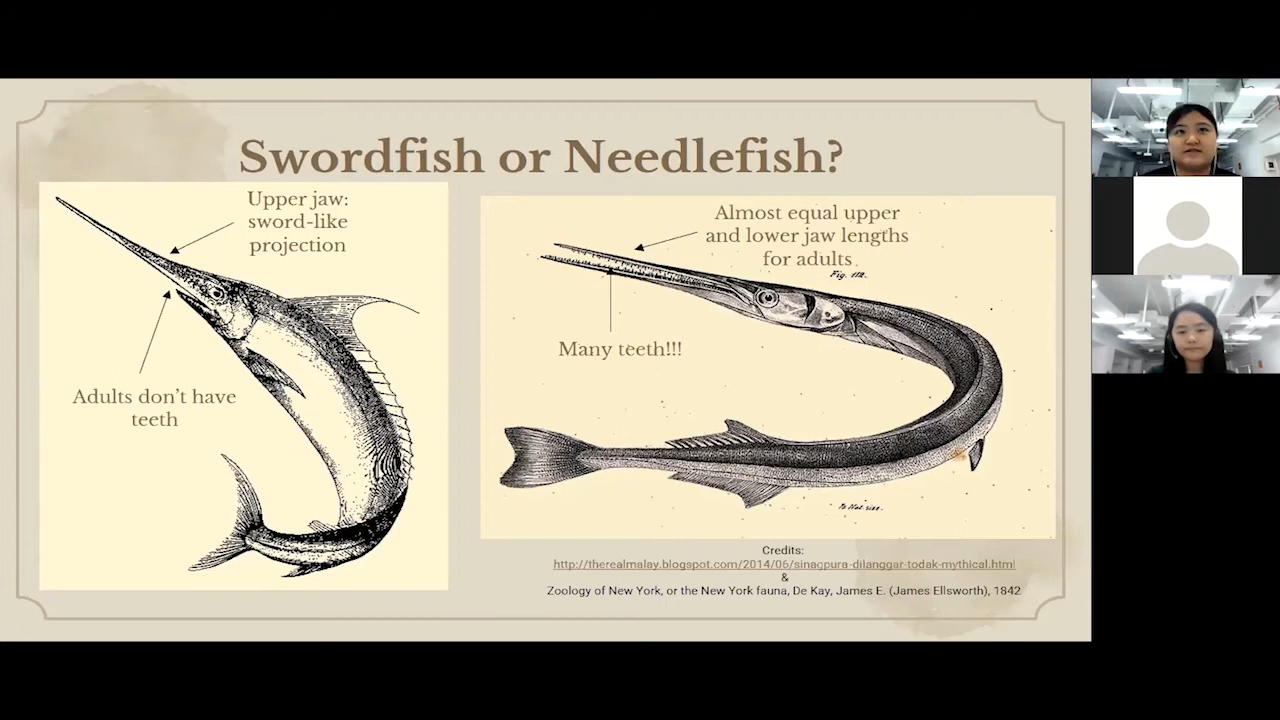 Swordfish or Needlefish?
Upper jaw:
sword-like
projection
Adults don't have
teeth
Almost equal upper
and lower jaw lengths
for adults
Fig. 112.
Many teeth!!!
Credits:
http://therealmalay.blogspot.com/2014/06/sinagpura-dilanggar-todak-mythical.html
&
Zoology of New York, or the New York fauna, De Kay, James E. (James Ellsworth), 1842